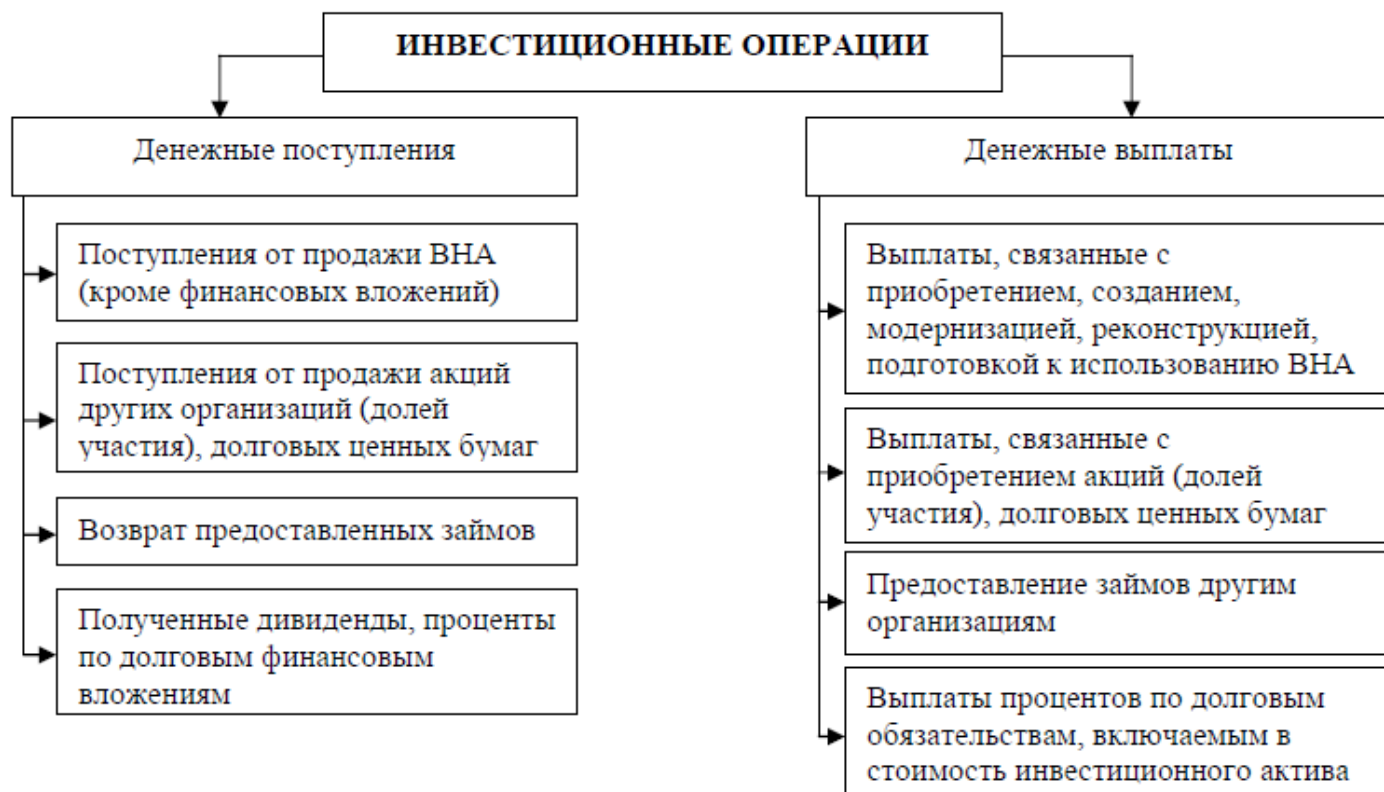 ИНВЕСТИЦИОННЫЕ ОПЕРАЦИИ
Денежные поступления
Поступления от продажи ВНА
(кроме финансовых вложений)
Поступления от продажи акций
других организаций (долей
участия), долговых ценных бумаг
Возврат предоставленных займов
Полученные дивиденды, проценты
по долговым финансовым
вложениям
Денежные выплаты
Выплаты, связанные с
приобретением, созданием,
модернизацией, реконструкцией,
подготовкой к использованию ВНА
Выплаты, связанные с
приобретением акций (долей
участия), долговых ценных бумаг
Предоставление займов другим
организациям
Выплаты процентов по долговым
обязательствам, включаемым в
стоимость инвестиционного актива